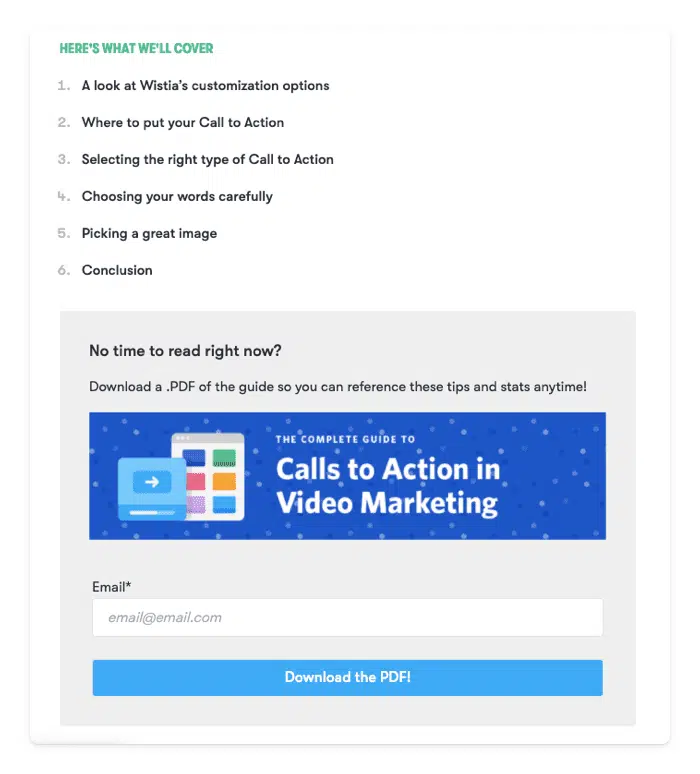 HERE'S WHAT WE'LL COVER
1. A look at Wistia's customization options
2. Where to put your Call to Action
3. Selecting the right type of Call to Action
4. Choosing your words carefully
5. Picking a great image
6. Conclusion
No time to read right now?
Download a .PDF of the guide so you can reference these tips and stats anytime!
THE COMPLETE GUIDE TO
Calls to Action in
Video Marketing
Email*
email@email.com
Download the PDF!